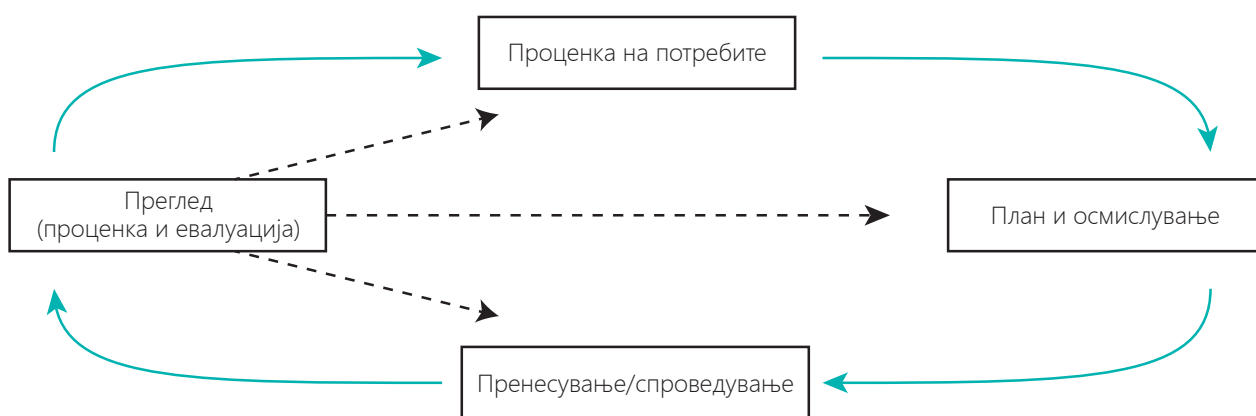 Проценка на потребите
Преглед
(проценка и евалуација)
План и осмислување
Пренесување/спроведување